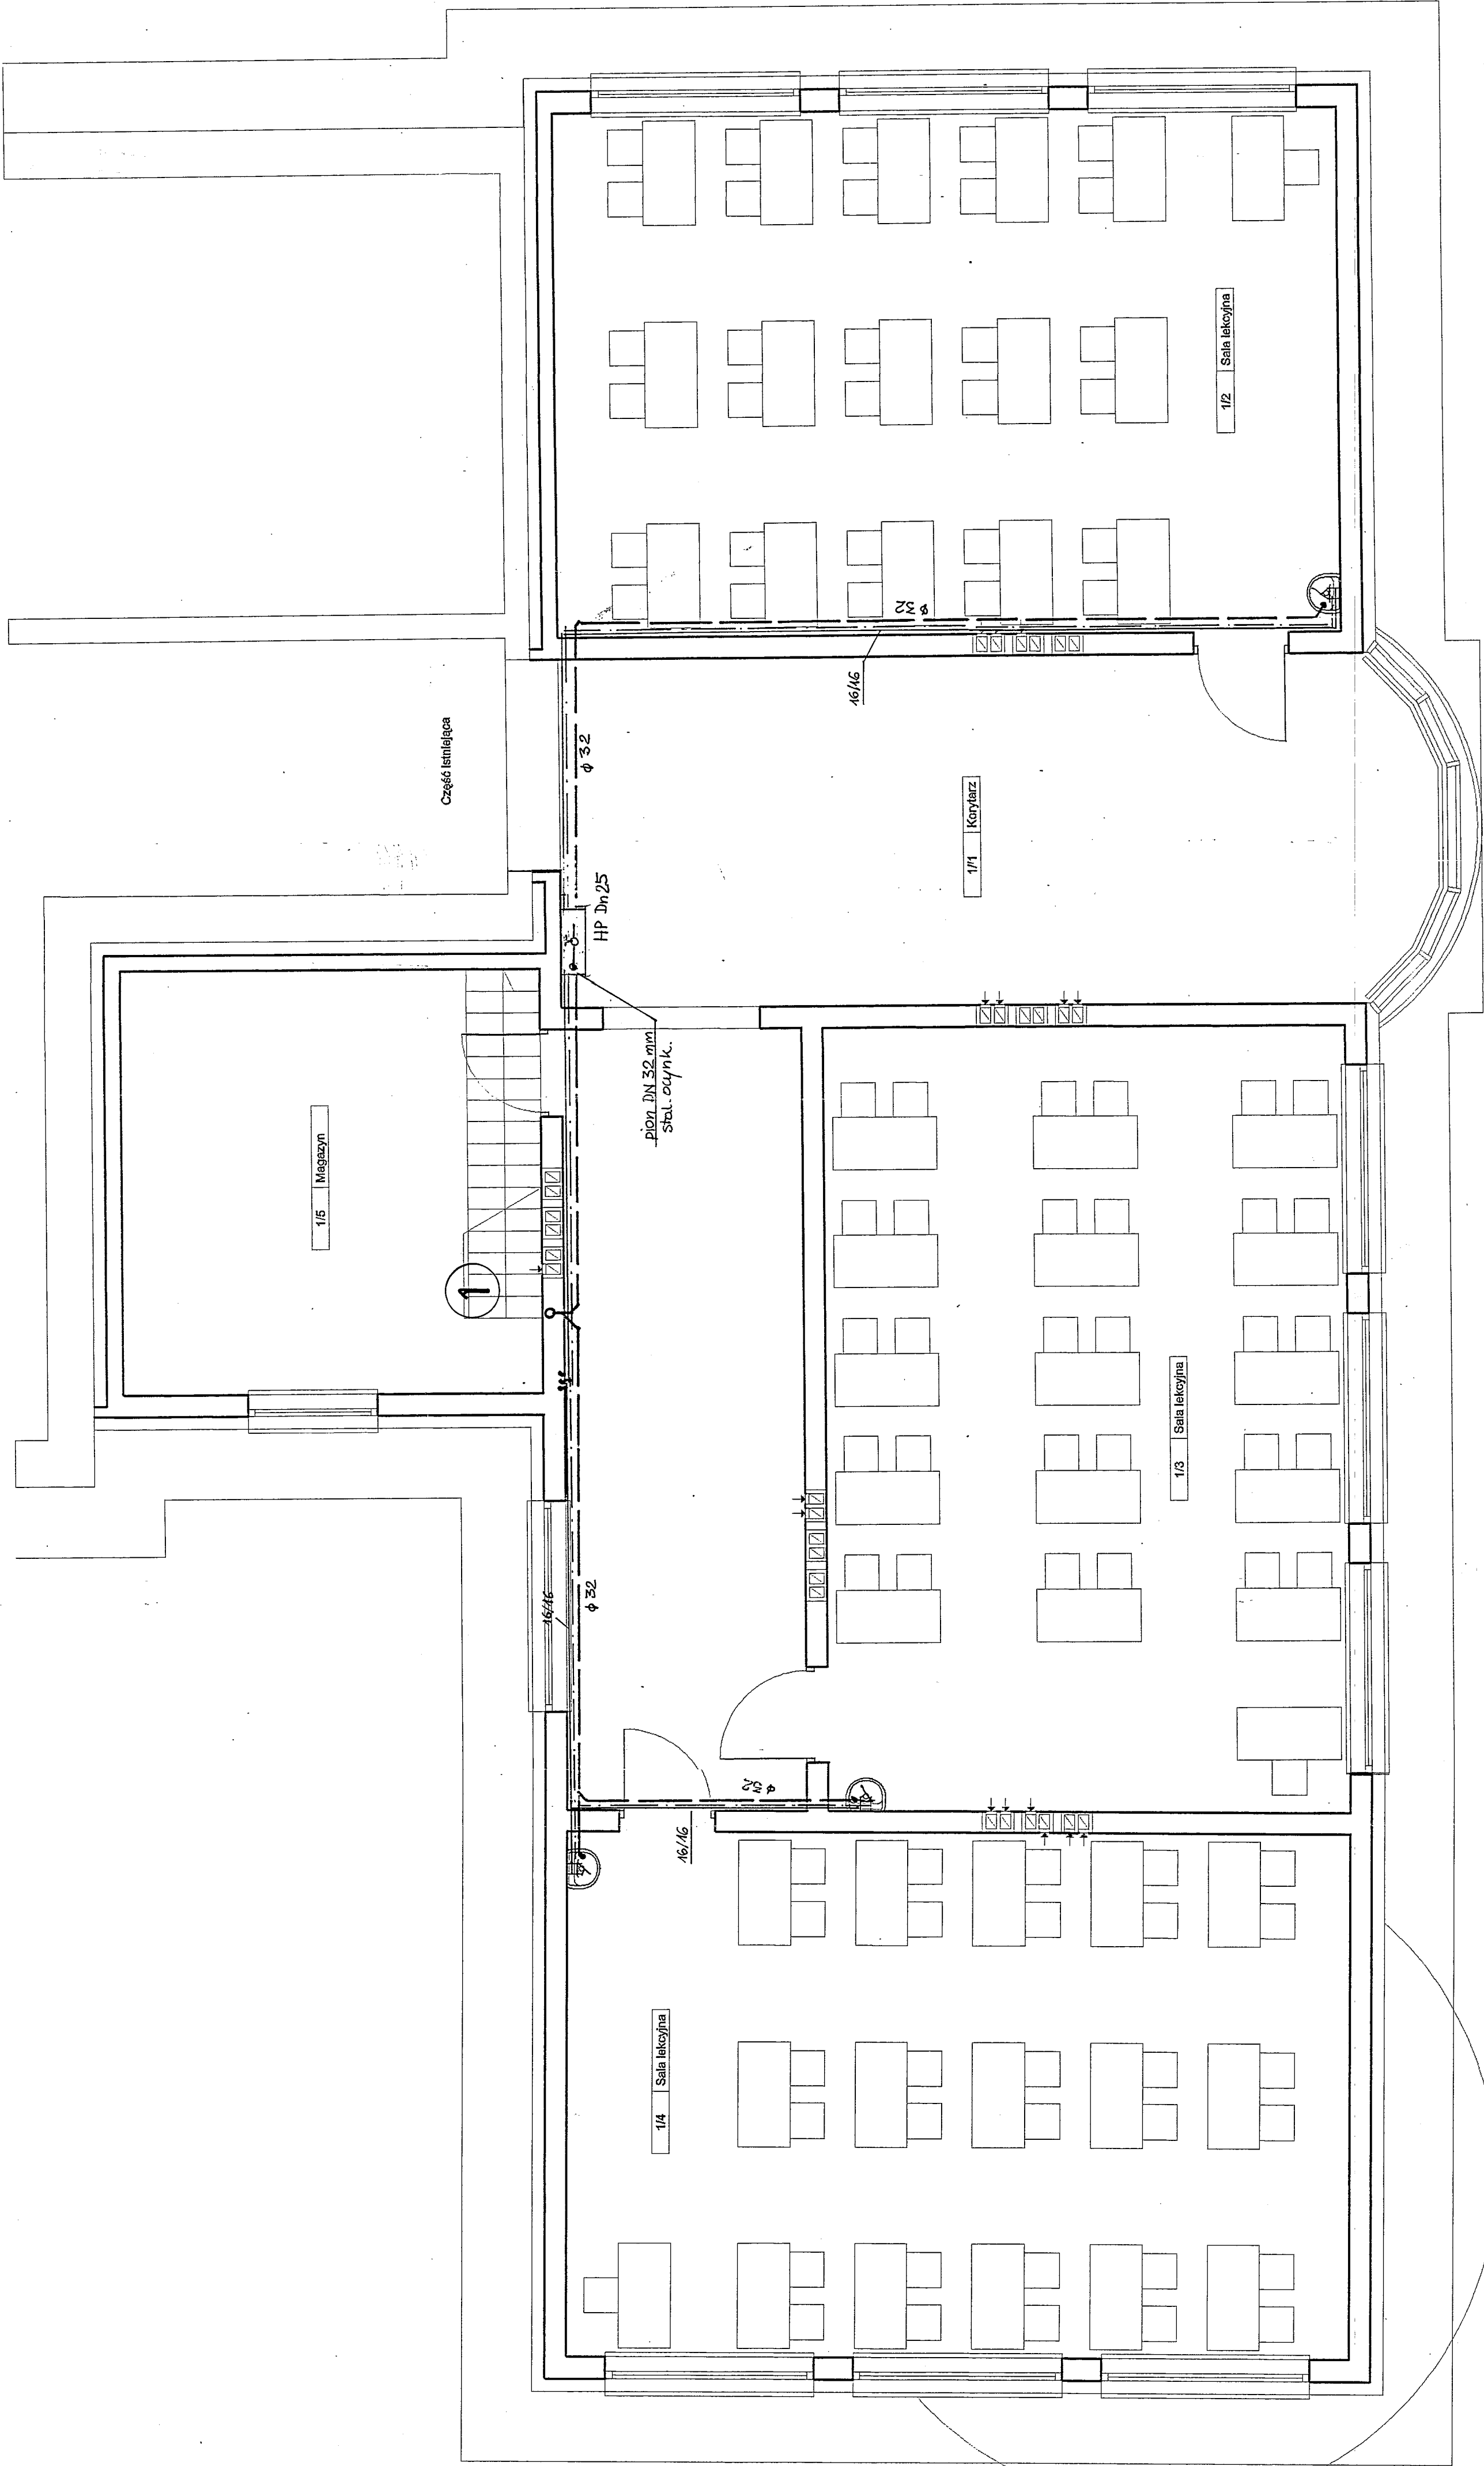 Część istniejąca
1/2 Sala lekcyjna
ϕ 32
16/16
ϕ 32
HP Dn25
1/1 Korytarz
pion DN 32 mm
stal. ocynk.
1/5 Magazyn
1
16/16
ϕ 32
1/3 Sala lekcyjna
ϕ 32
16/16
1/4 Sala lekcyjna